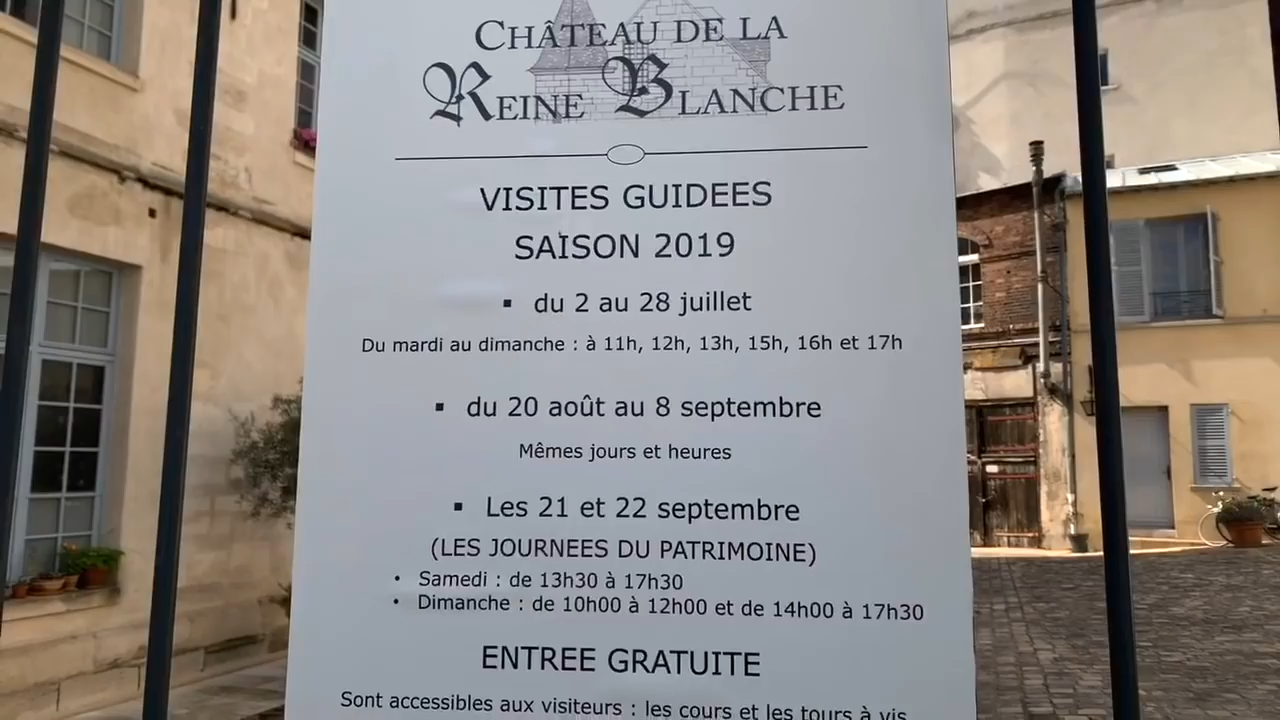 CHÂTEAU DE LA
REINE BLANCHE
VISITES GUIDEES
SAISON 2019
▪ du 2 au 28 juillet
Du mardi au dimanche : à 11h, 12h, 13h, 15h, 16h et 17h
▪ du 20 août au 8 septembre
Mêmes jours et heures
▪ Les 21 et 22 septembre
(LES JOURNEES DU PATRIMOINE)
• Samedi : de 13h30 à 17h30
• Dimanche : de 10h00 à 12h00 et de 14h00 à 17h30
ENTREE GRATUITE
Sont accessibles aux visiteurs : les cours et les tours à vis